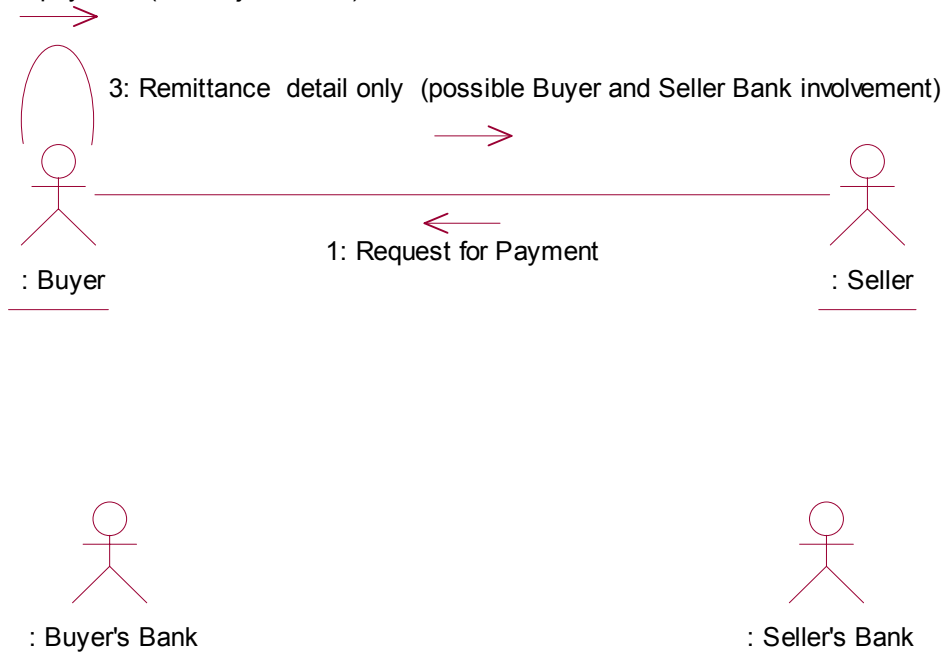 3: Remittance detail only (possible Buyer and Seller Bank involvement)
1: Request for Payment
: Buyer
: Seller
: Buyer's Bank
: Seller's Bank